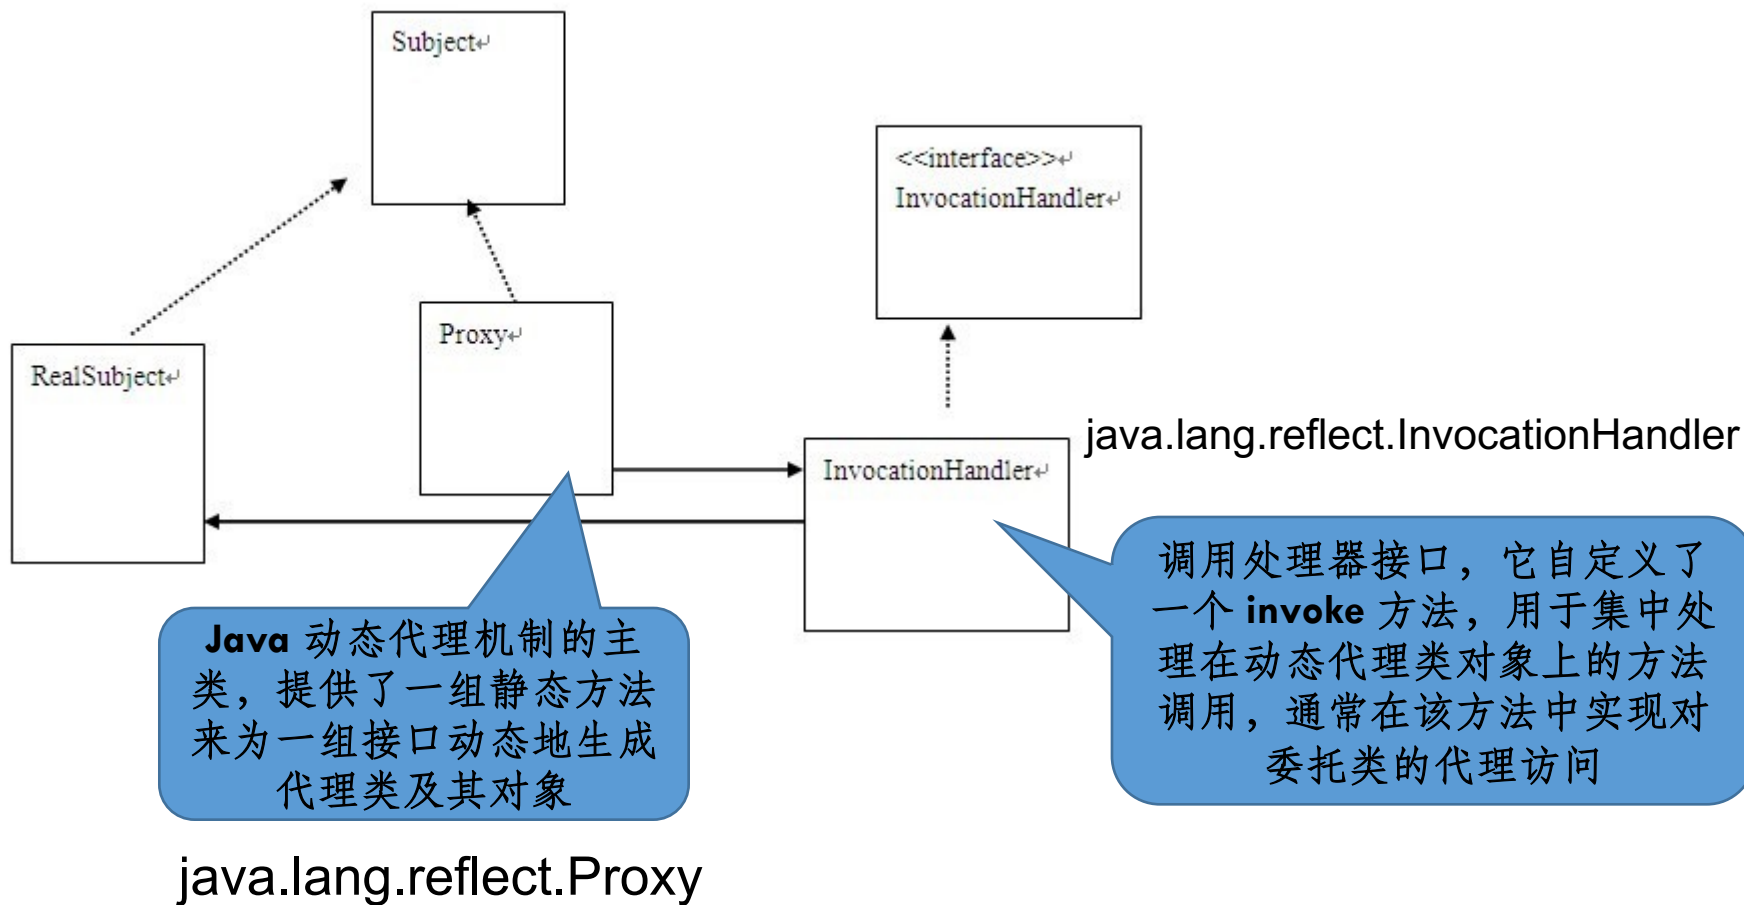 Subject↵
<<interface>>↵
InvocationHandler↵
Proxy↵
RealSubject↵
java.lang.reflect.InvocationHandler
InvocationHandler↵
调用处理器接口，它自定义了
一个 invoke 方法，用于集中处
理在动态代理类对象上的方法
调用，通常在该方法中实现对
委托类的代理访问
Java 动态代理机制的主
类，提供了一组静态方法
来为一组接口动态地生成
代理类及其对象
java.lang.reflect.Proxy